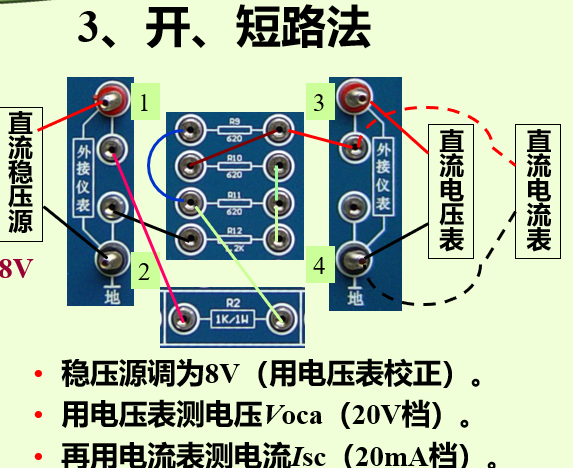 3、开、短路法
1
3
R9
620
R10
620
R11
620
R12
1.2K
直流稳压源
外接仪表
外接仪表
直流电压表
直流电流表
8V
2
4
地
地
R2
1K/1W
• 稳压源调为8V（用电压表校正）。
• 用电压表测电压Voca（20V档）。
• 再用电流表测电流Isc（20mA档）。